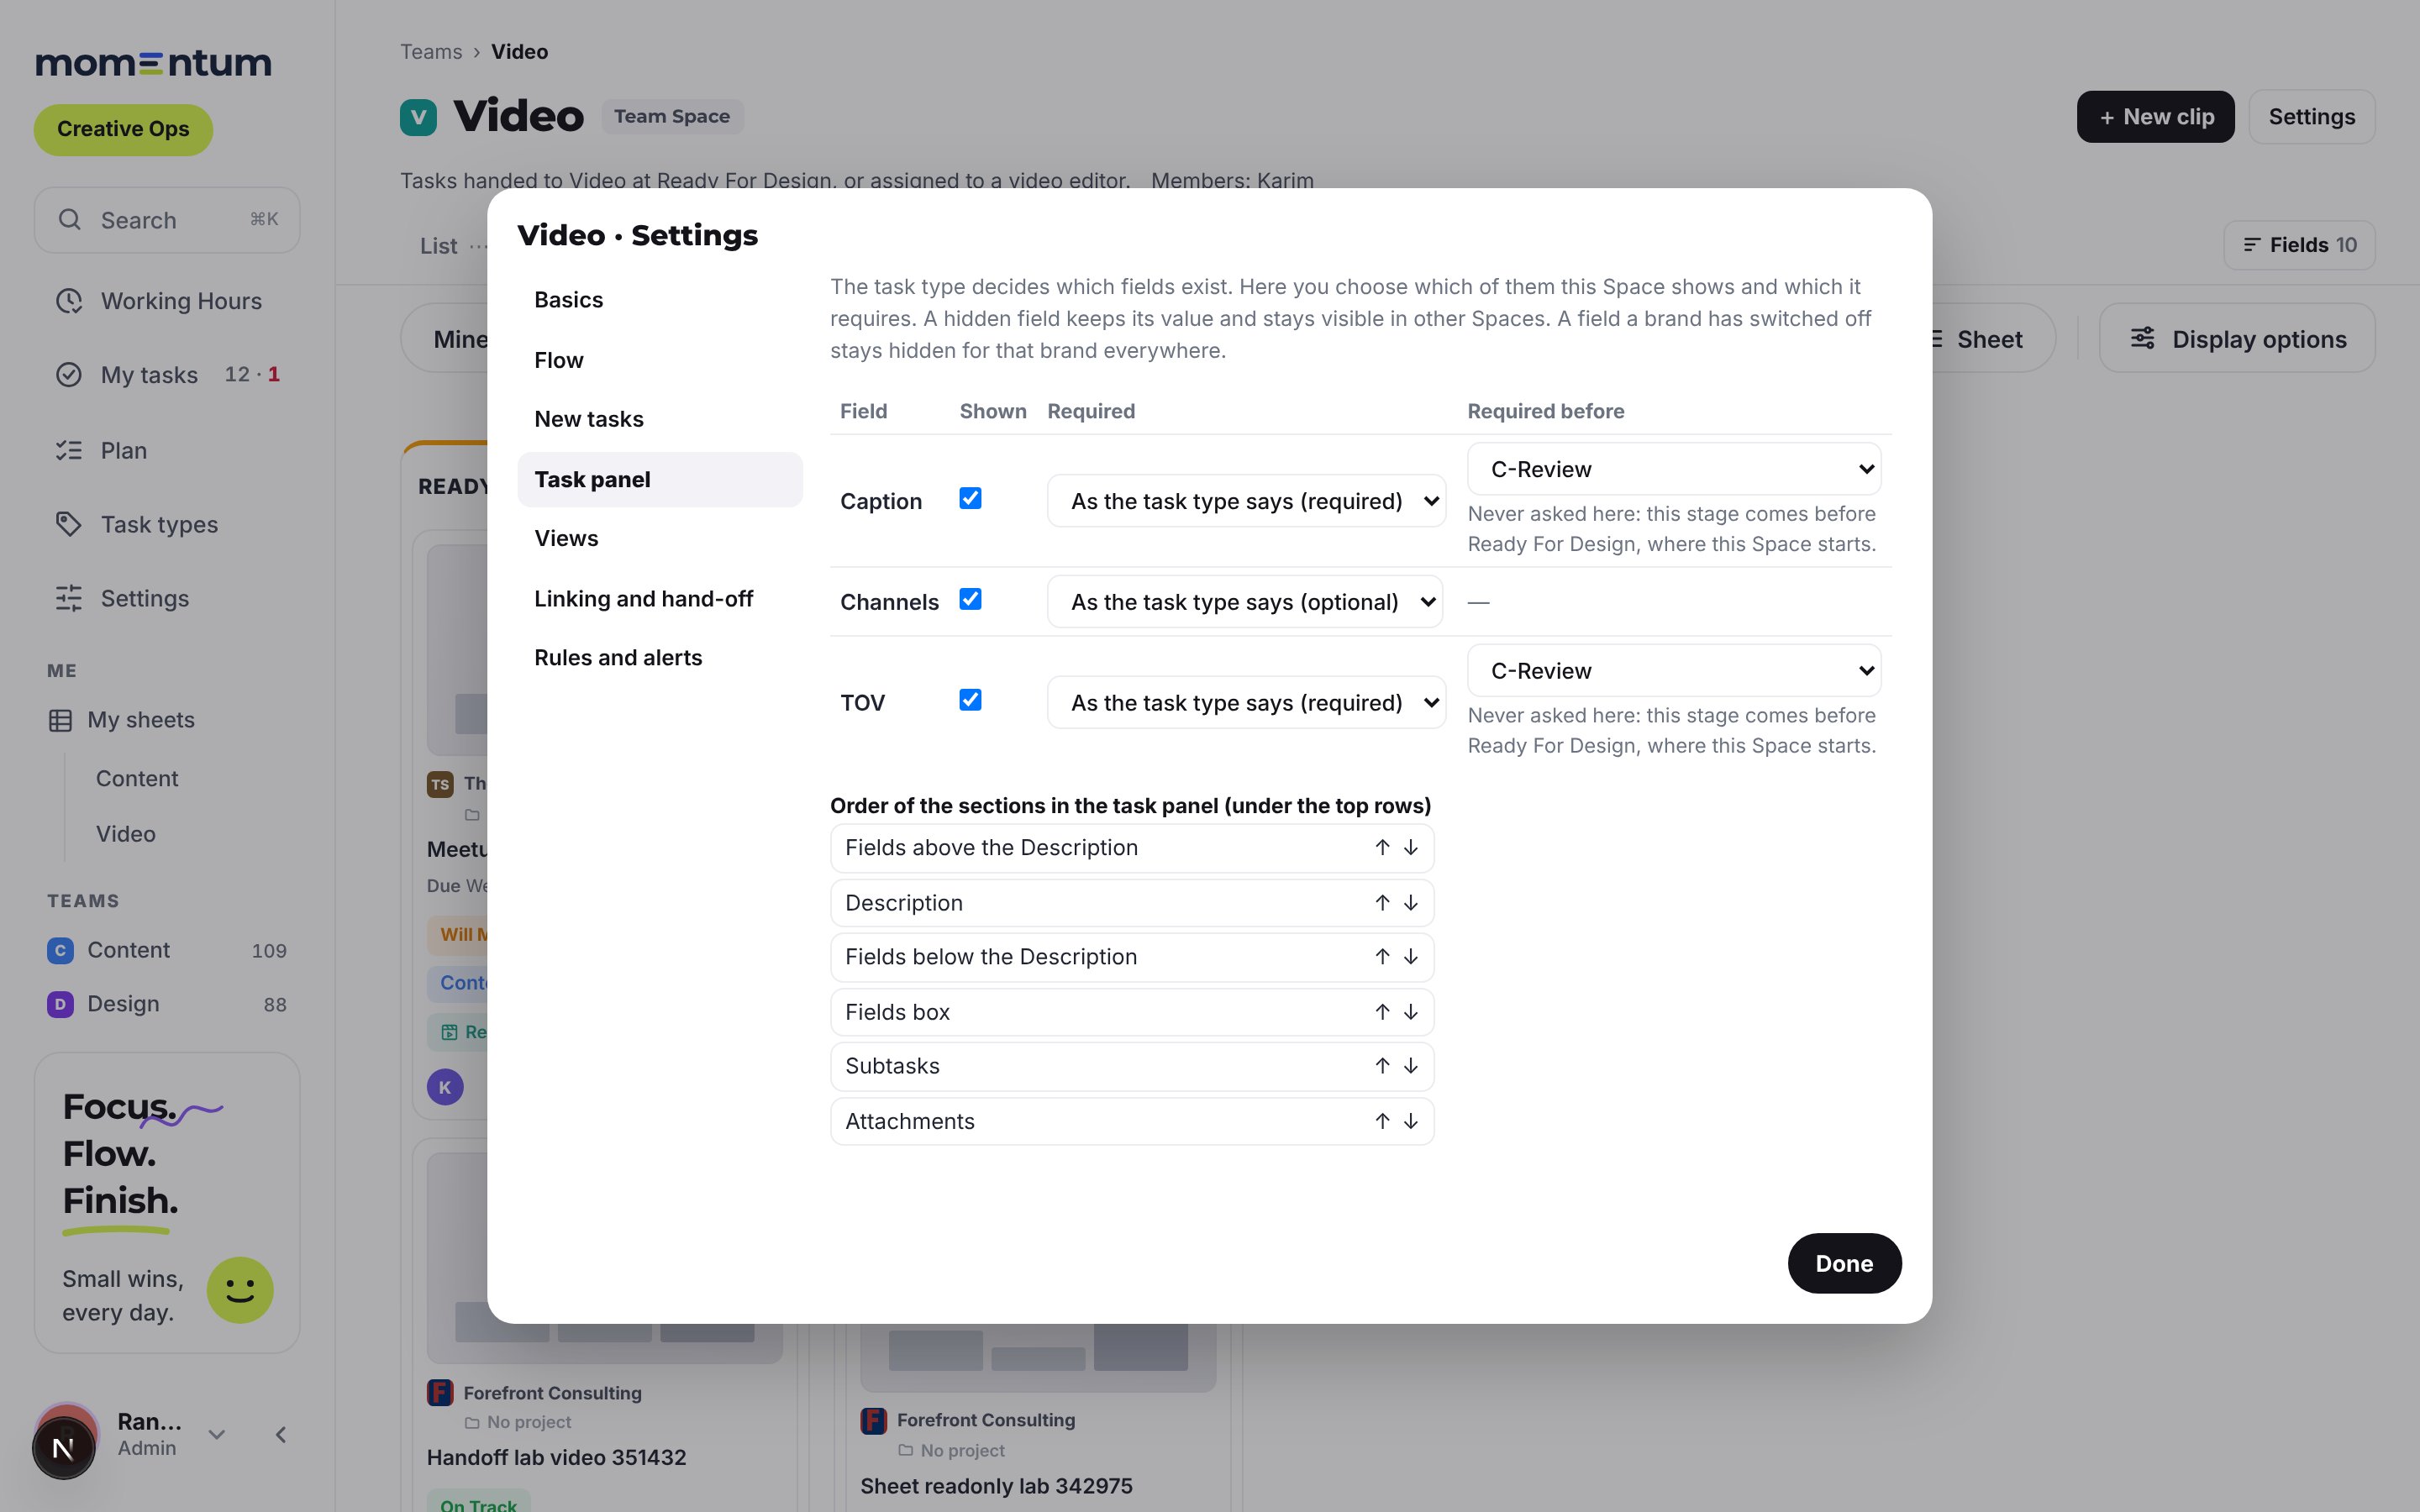 momentum
Creative Ops
Search ⌘K
Working Hours
My tasks 12 · 1
Plan
Task types
Settings
ME
My sheets
Content
Video
TEAMS
C Content 109
D Design 88
Focus.
Flow.
Finish.
Small wins,
every day.
N
Ran...
Admin
Teams › Video
V Video Team Space
+ New clip
Settings
Tasks handed to Video at Ready For Design, or assigned to a video editor. Members: Karim
List ···
Fields 10
Mine
Sheet
Display options
READY
TS Th
Meetu
Due We
Will M
Conte
Re
K
F Forefront Consulting
No project
Handoff lab video 351432
On Track
F Forefront Consulting
No project
Sheet readonly lab 342975
Video · Settings
Basics
Flow
New tasks
Task panel
Views
Linking and hand-off
Rules and alerts
The task type decides which fields exist. Here you choose which of them this Space shows and which it
requires. A hidden field keeps its value and stays visible in other Spaces. A field a brand has switched off
stays hidden for that brand everywhere.
Field Shown Required Required before
Caption As the task type says (required) C-Review
Never asked here: this stage comes before
Ready For Design, where this Space starts.
Channels As the task type says (optional) —
TOV As the task type says (required) C-Review
Never asked here: this stage comes before
Ready For Design, where this Space starts.
Order of the sections in the task panel (under the top rows)
Fields above the Description ↑ ↓
Description ↑ ↓
Fields below the Description ↑ ↓
Fields box ↑ ↓
Subtasks ↑ ↓
Attachments ↑ ↓
Done